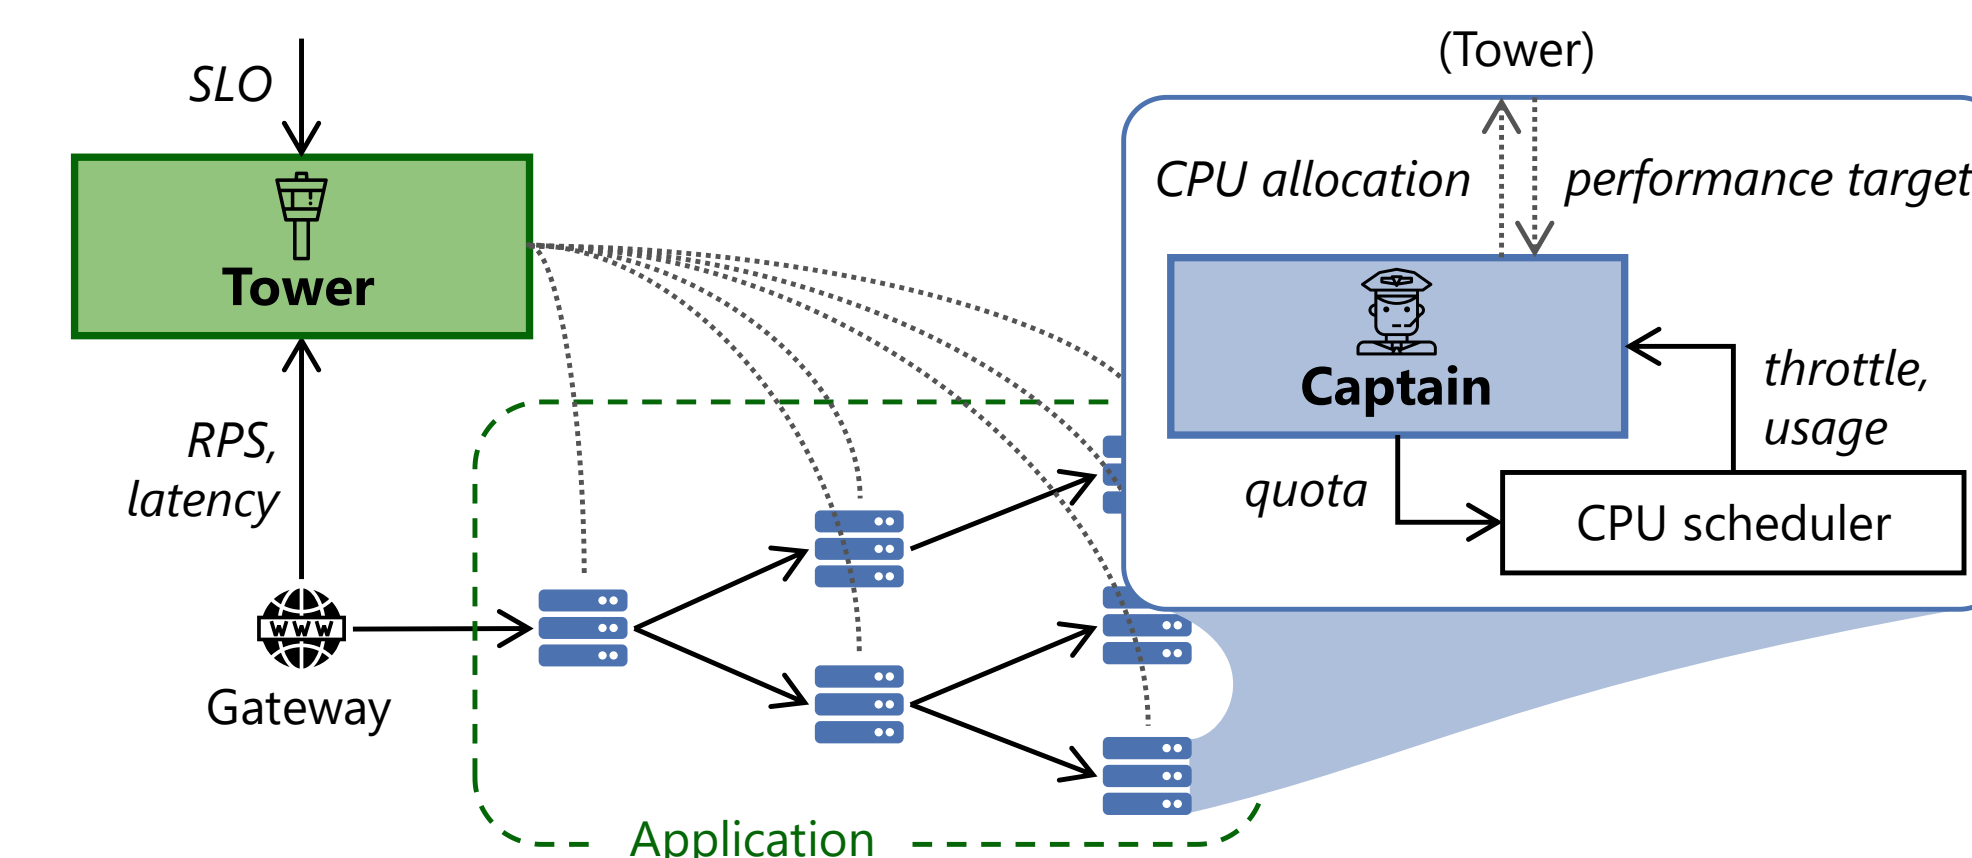 SLO
Tower
RPS,
latency
WWW
Gateway
Application
(Tower)
CPU allocation
performance target
Captain
throttle,
usage
quota
CPU scheduler